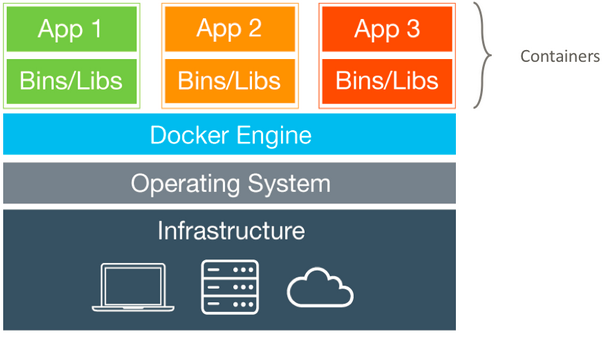 App 1
App 2
App 3
Containers
Bins/Libs
Bins/Libs
Bins/Libs
Docker Engine
Operating System
Infrastructure